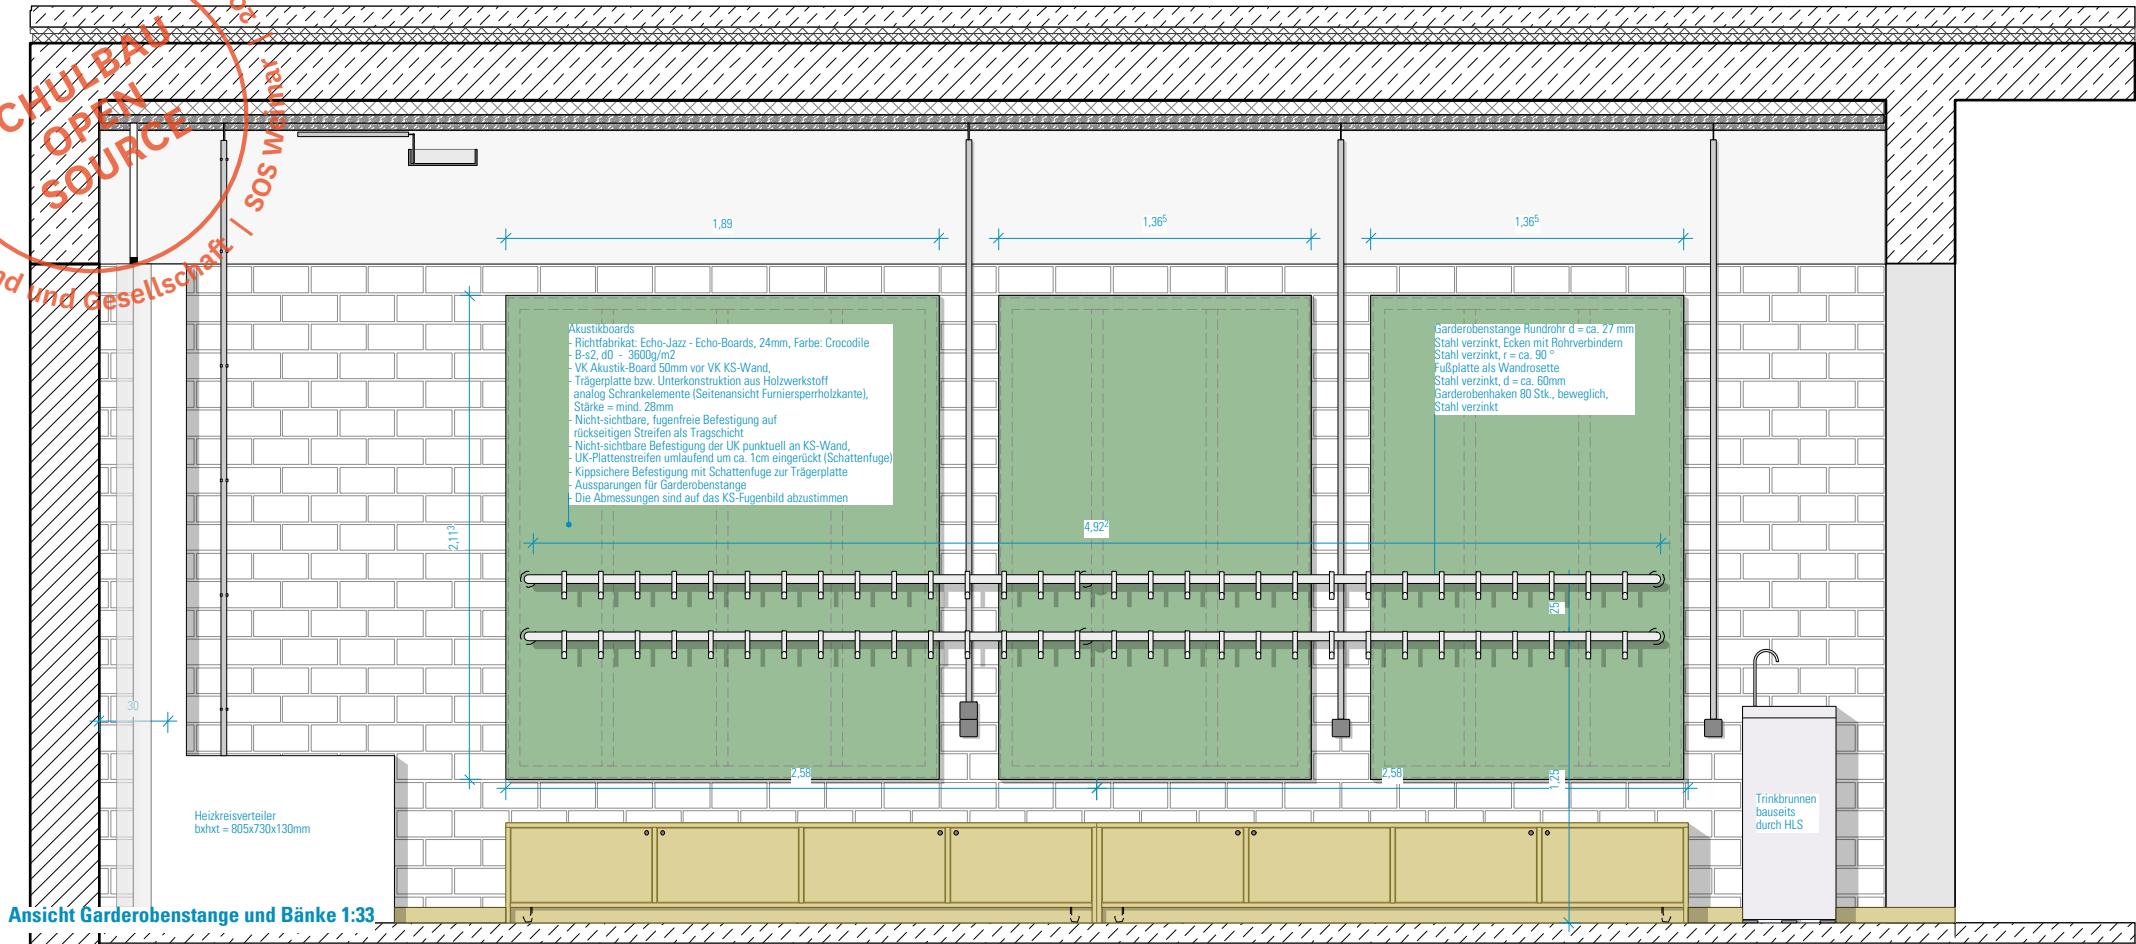 SCHULBAU
OPEN
SOURCE
nd und Gesellschaft | SOS Weimar | 20
1,89
1,36⁵
1,36⁵
Akustikboards
- Richtfabrikat: Echo-Jazz - Echo-Boards, 24mm, Farbe: Crocodile
- B-s2, d0 - 3600g/m2
- VK Akustik-Board 50mm vor VK KS-Wand,
- Trägerplatte bzw. Unterkonstruktion aus Holzwerkstoff
analog Schrankelemente (Seitenansicht Furniersperrholzkante),
Stärke = mind. 28mm
- Nicht-sichtbare, fugenfreie Befestigung auf
rückseitigen Streifen als Tragschicht
- Nicht-sichtbare Befestigung der UK punktuell an KS-Wand,
- UK-Plattenstreifen umlaufend um ca. 1cm eingerückt (Schattenfuge)
- Kippsichere Befestigung mit Schattenfuge zur Trägerplatte
- Aussparungen für Garderobenstange
- Die Abmessungen sind auf das KS-Fugenbild abzustimmen
Garderobenstange Rundrohr d = ca. 27 mm
Stahl verzinkt, Ecken mit Rohrverbindern
Stahl verzinkt, r = ca. 90 °
Fußplatte als Wandrosette
Stahl verzinkt, d = ca. 60mm
Garderobenhaken 80 Stk., beweglich,
Stahl verzinkt
2,11³
4,92²
25
30
2,58
2,58
1,25
Heizkreisverteiler
bxhxt = 805x730x130mm
Trinkbrunnen
bauseits
durch HLS
Ansicht Garderobenstange und Bänke 1:33